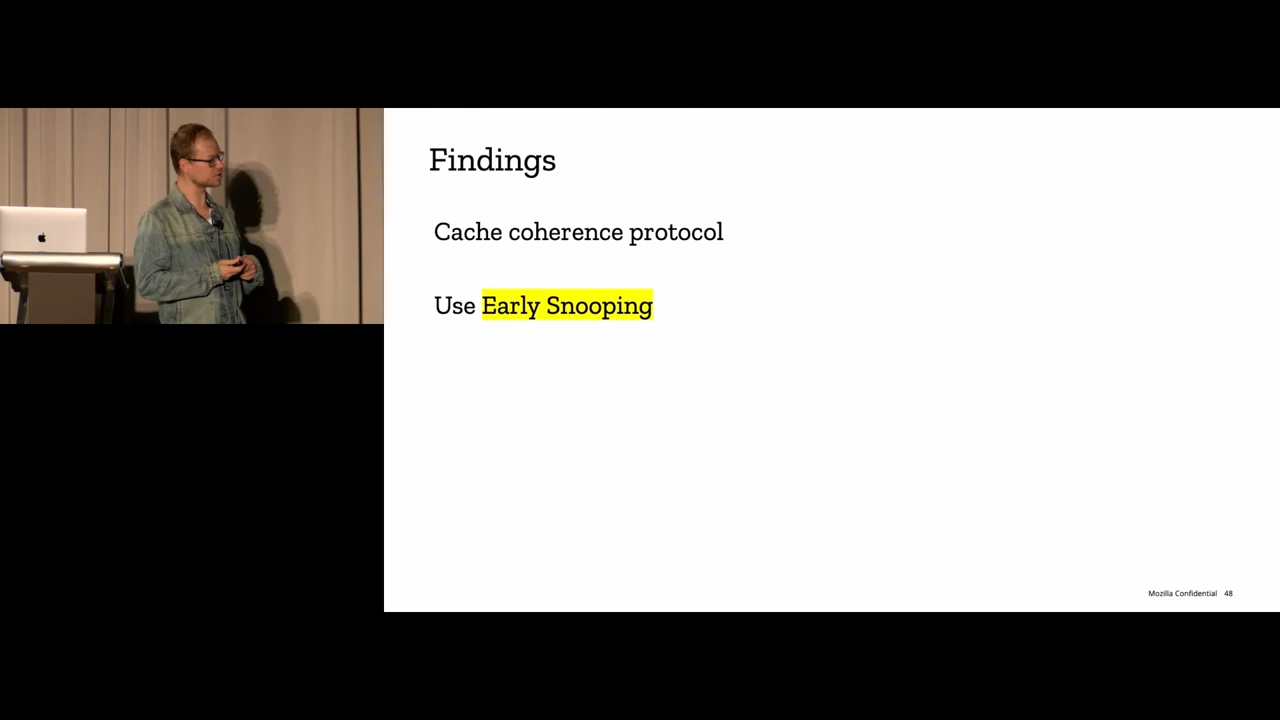 Findings
Cache coherence protocol
Use Early Snooping
Mozilla Confidential 48